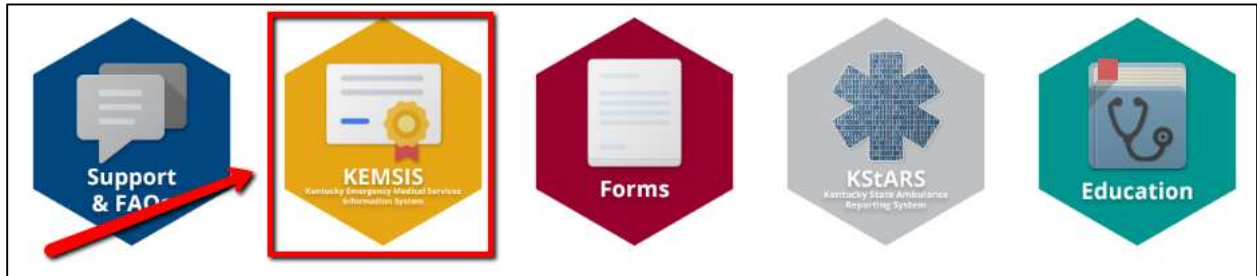 Support
& FAQs
KEMSIS
Kentucky Emergency Medical Services
Information System
Forms
KStARS
Kentucky State Ambulance
Reporting System
Education